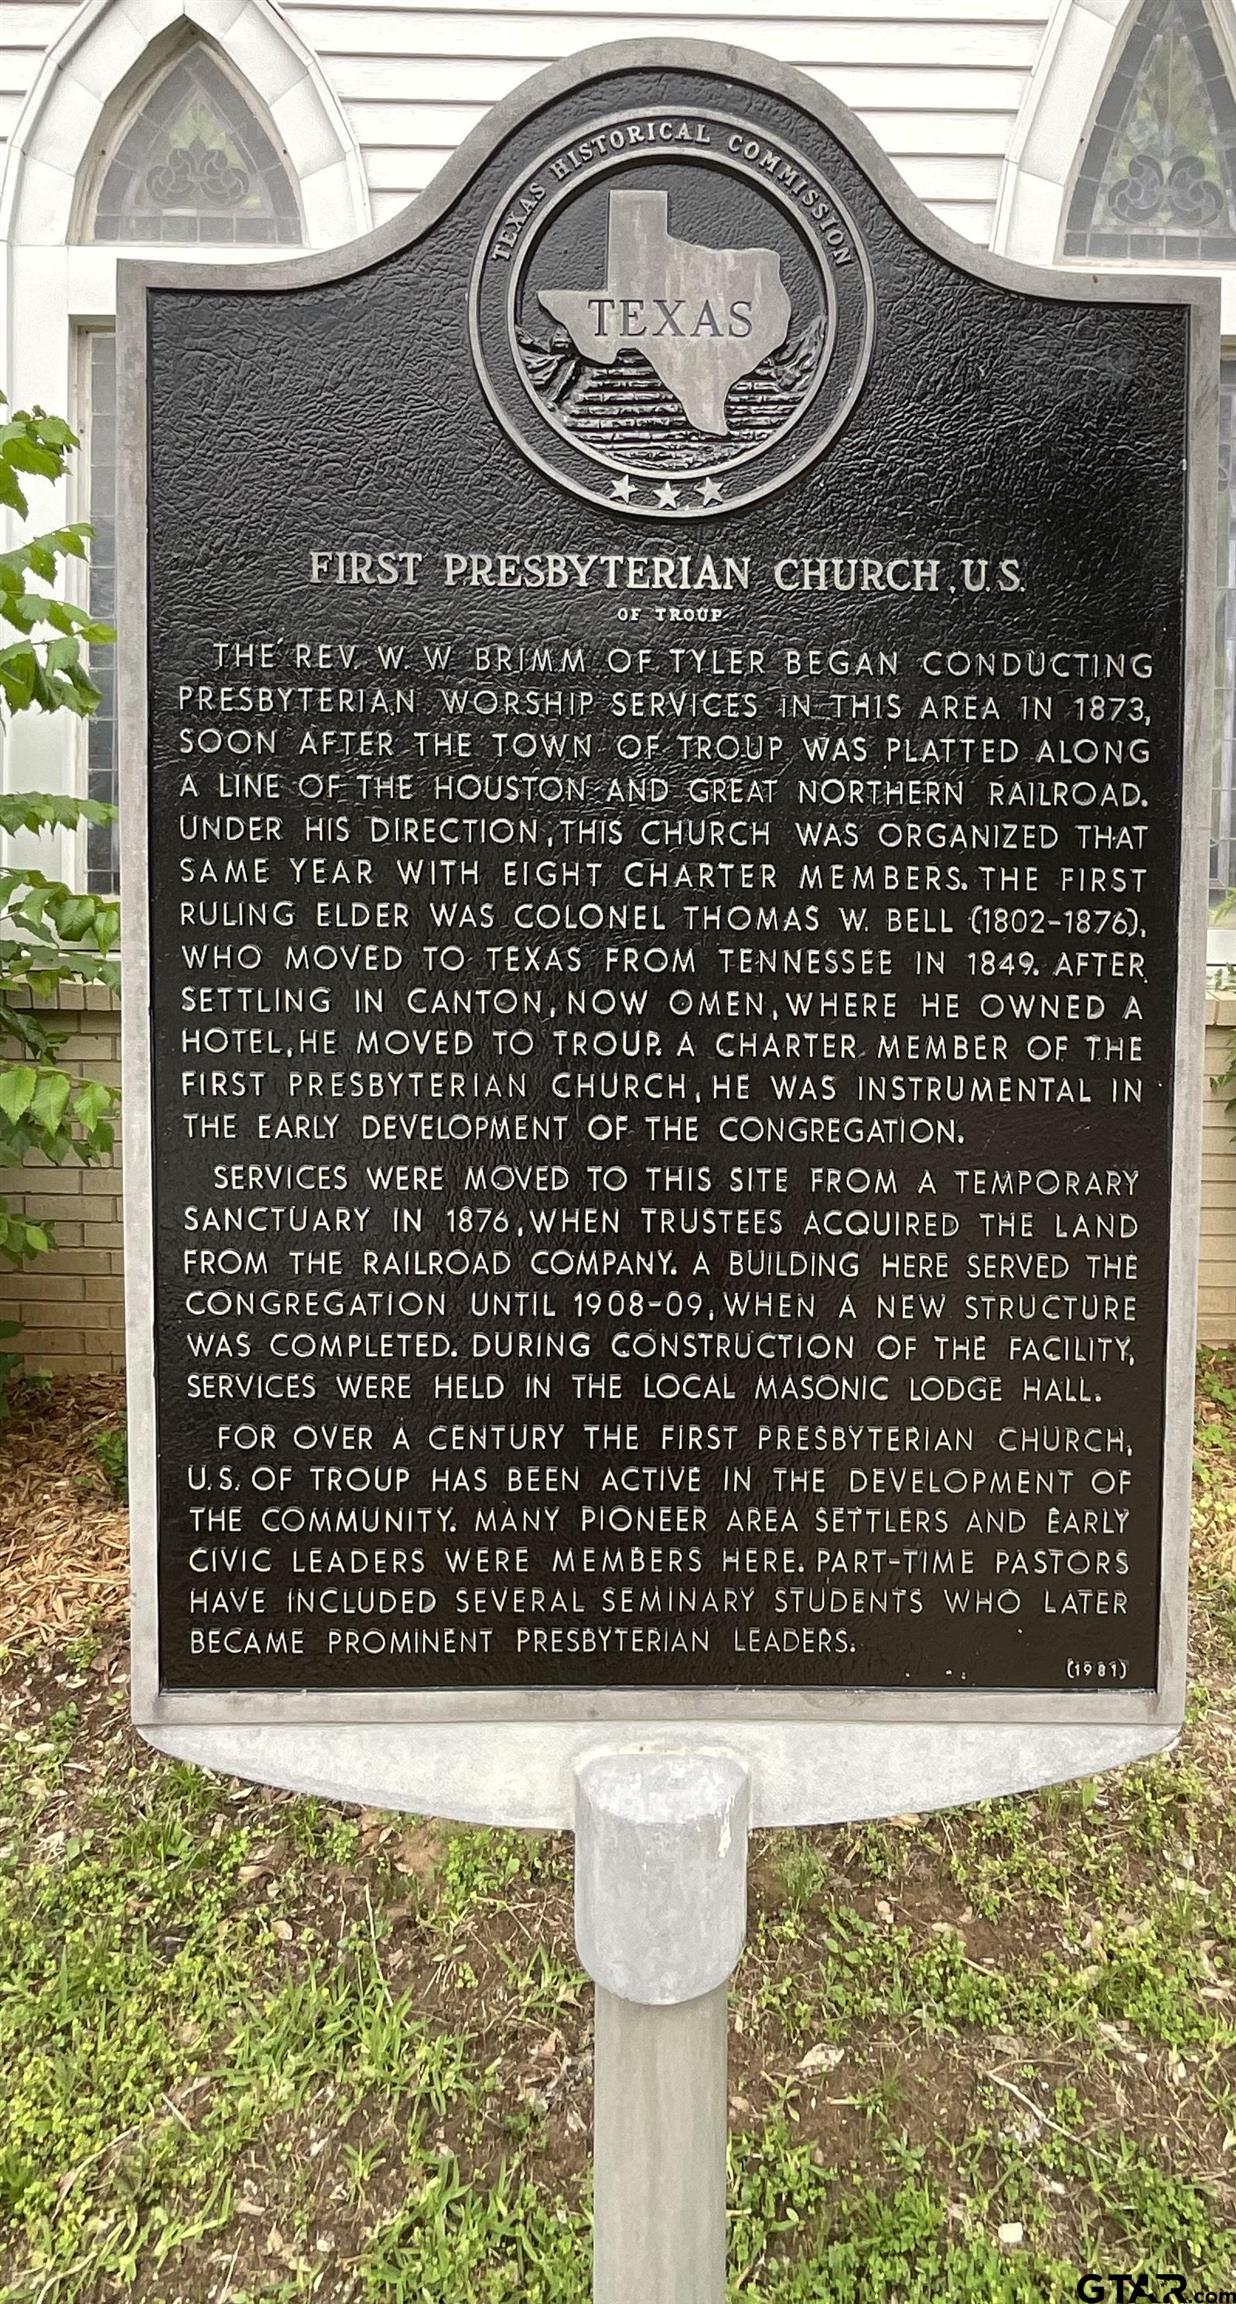 TEXAS HISTORICAL COMMISSION
TEXAS
FIRST PRESBYTERIAN CHURCH, U.S.
OF TROUP
THE REV. W. W. BRIMM OF TYLER BEGAN CONDUCTING
PRESBYTERIAN WORSHIP SERVICES IN THIS AREA IN 1873,
SOON AFTER THE TOWN OF TROUP WAS PLATTED ALONG
A LINE OF THE HOUSTON AND GREAT NORTHERN RAILROAD.
UNDER HIS DIRECTION, THIS CHURCH WAS ORGANIZED THAT
SAME YEAR WITH EIGHT CHARTER MEMBERS. THE FIRST
RULING ELDER WAS COLONEL THOMAS W. BELL (1802-1876),
WHO MOVED TO TEXAS FROM TENNESSEE IN 1849. AFTER
SETTLING IN CANTON, NOW OMEN, WHERE HE OWNED A
HOTEL, HE MOVED TO TROUP. A CHARTER MEMBER OF THE
FIRST PRESBYTERIAN CHURCH, HE WAS INSTRUMENTAL IN
THE EARLY DEVELOPMENT OF THE CONGREGATION.
SERVICES WERE MOVED TO THIS SITE FROM A TEMPORARY
SANCTUARY IN 1876, WHEN TRUSTEES ACQUIRED THE LAND
FROM THE RAILROAD COMPANY. A BUILDING HERE SERVED THE
CONGREGATION UNTIL 1908-09, WHEN A NEW STRUCTURE
WAS COMPLETED. DURING CONSTRUCTION OF THE FACILITY,
SERVICES WERE HELD IN THE LOCAL MASONIC LODGE HALL.
FOR OVER A CENTURY THE FIRST PRESBYTERIAN CHURCH,
U.S. OF TROUP HAS BEEN ACTIVE IN THE DEVELOPMENT OF
THE COMMUNITY. MANY PIONEER AREA SETTLERS AND EARLY
CIVIC LEADERS WERE MEMBERS HERE. PART-TIME PASTORS
HAVE INCLUDED SEVERAL SEMINARY STUDENTS WHO LATER
BECAME PROMINENT PRESBYTERIAN LEADERS.
(1981)
GTAR.com